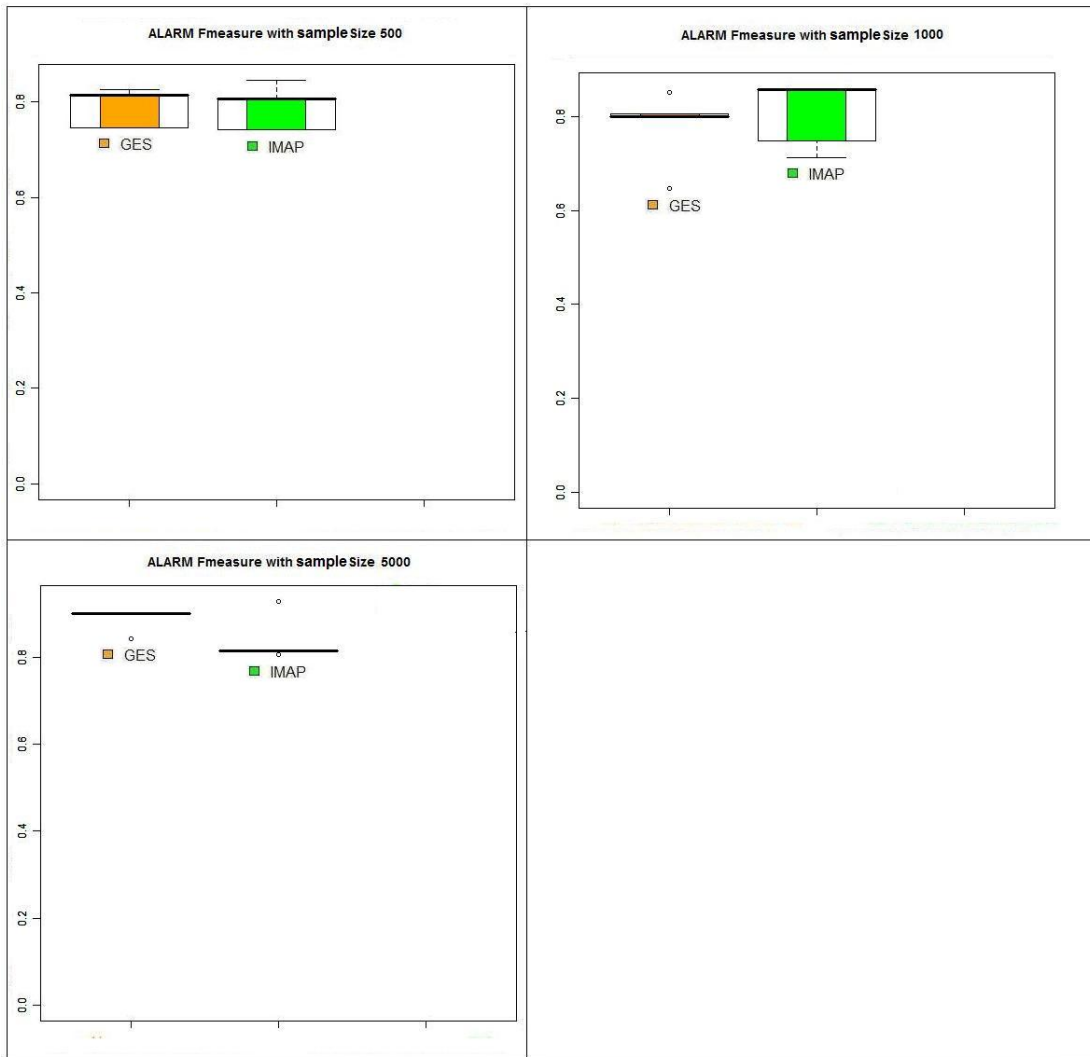 ALARM Fmeasure with sample Size 500
0.8
0.6
0.4
0.2
0.0
GES
IMAP
ALARM Fmeasure with sample Size 1000
0.8
0.6
0.4
0.2
0.0
GES
IMAP
ALARM Fmeasure with sample Size 5000
0.8
0.6
0.4
0.2
0.0
GES
IMAP